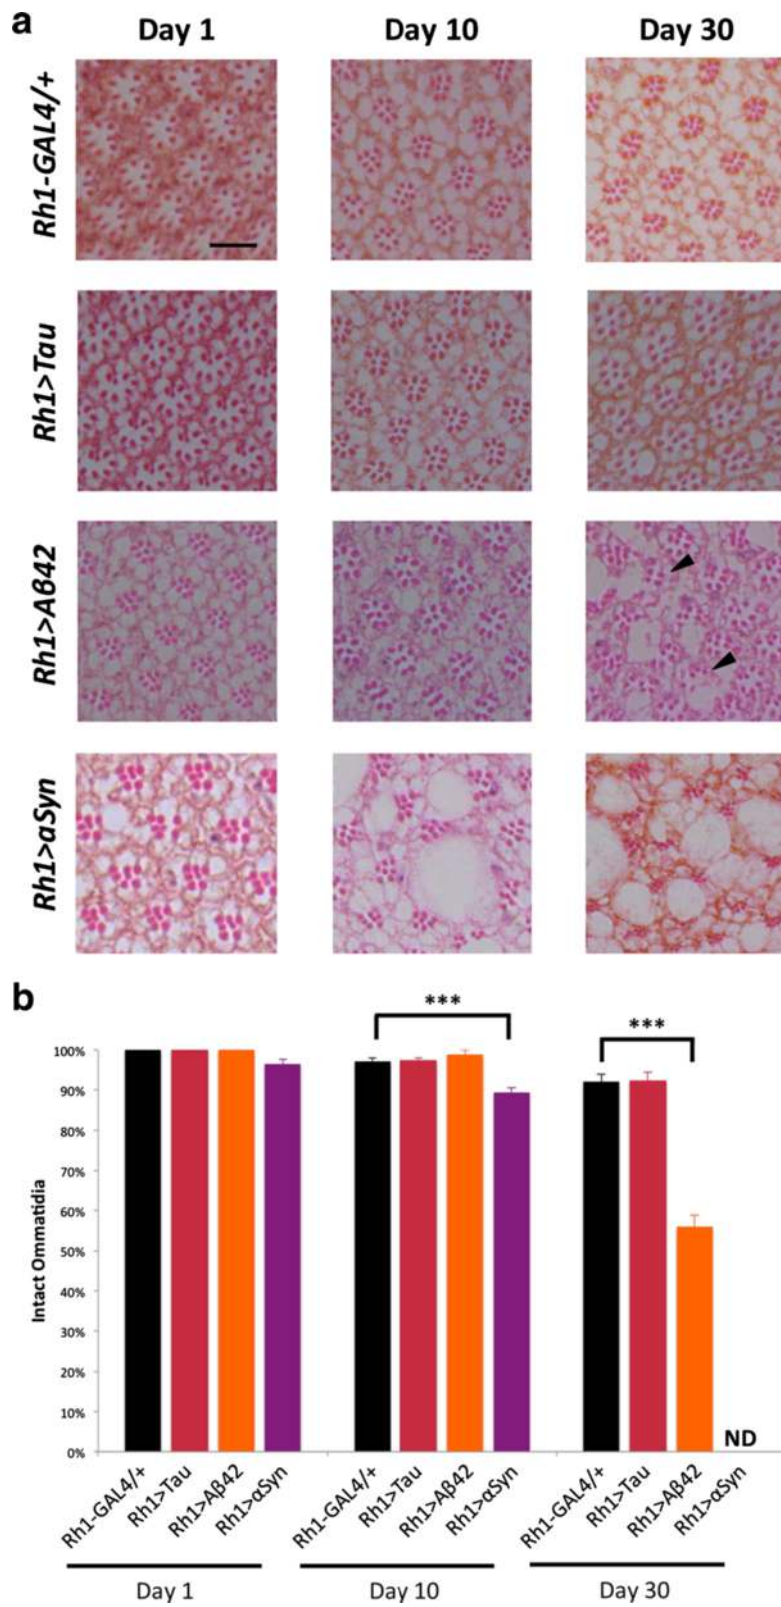 a
Day 1 Day 10 Day 30
Rh1-GAL4/+
Rh1>Tau
Rh1>Aβ42
Rh1>αSyn
b
***
***
100%
90%
80%
70%
60%
50%
40%
30%
20%
10%
0%
Intact Ommatidia
ND
Rh1-GAL4/+ Rh1>Tau Rh1>Aβ42 Rh1>αSyn Rh1-GAL4/+ Rh1>Tau Rh1>Aβ42 Rh1>αSyn Rh1-GAL4/+ Rh1>Tau Rh1>Aβ42 Rh1>αSyn
Day 1 Day 10 Day 30